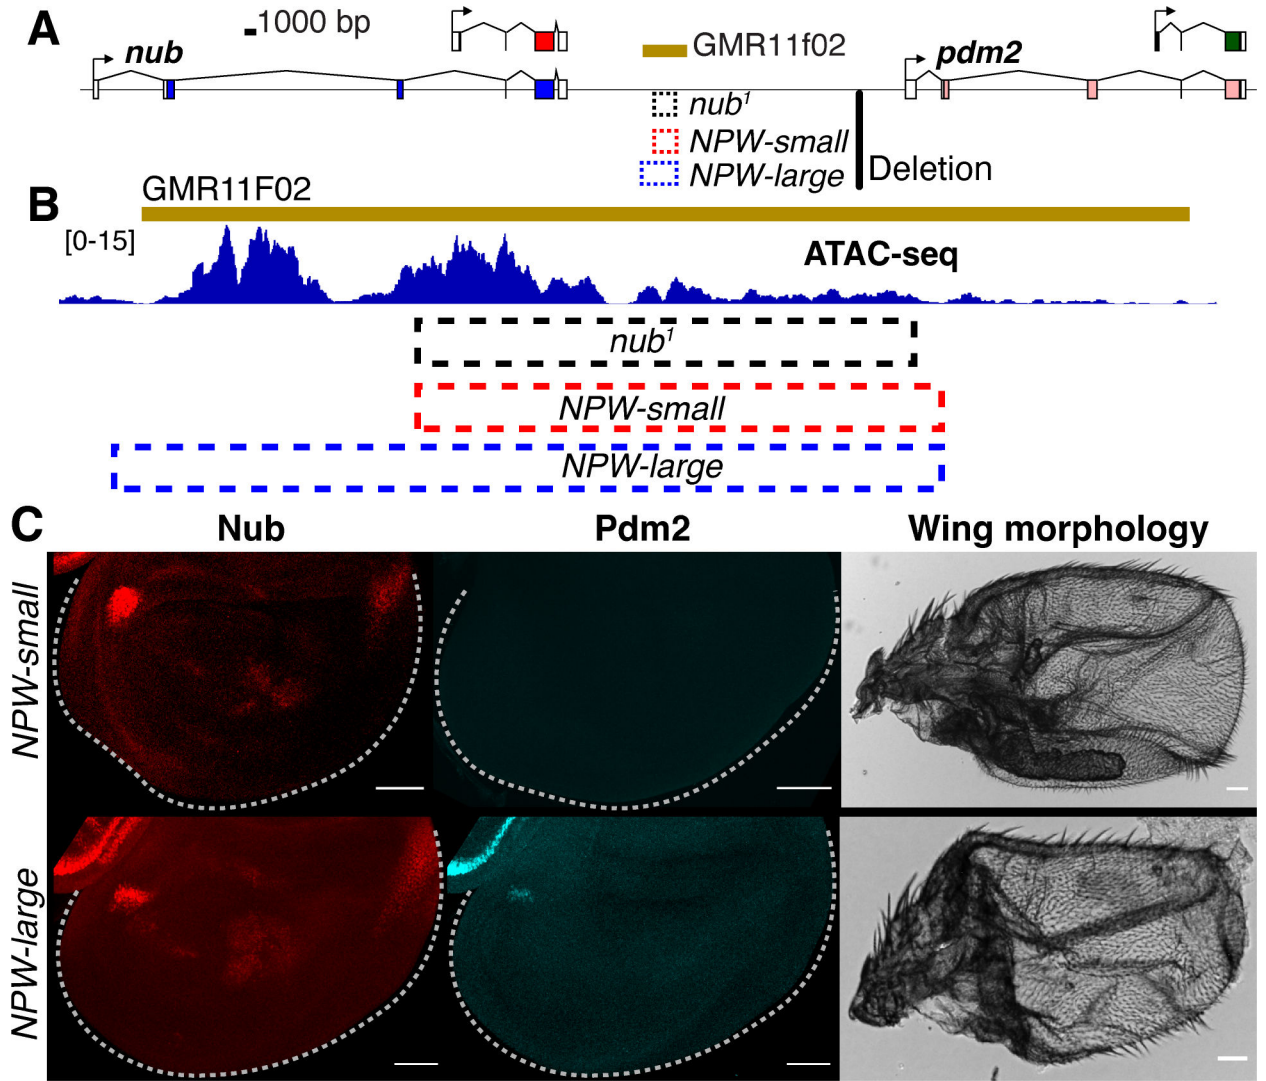 A
1000 bp
nub
GMR11f02
pdm2
nub1
NPW-small
NPW-large
Deletion
B
GMR11F02
[0-15]
ATAC-seq
nub1
NPW-small
NPW-large
C
Nub
Pdm2
Wing morphology
NPW-small
NPW-large